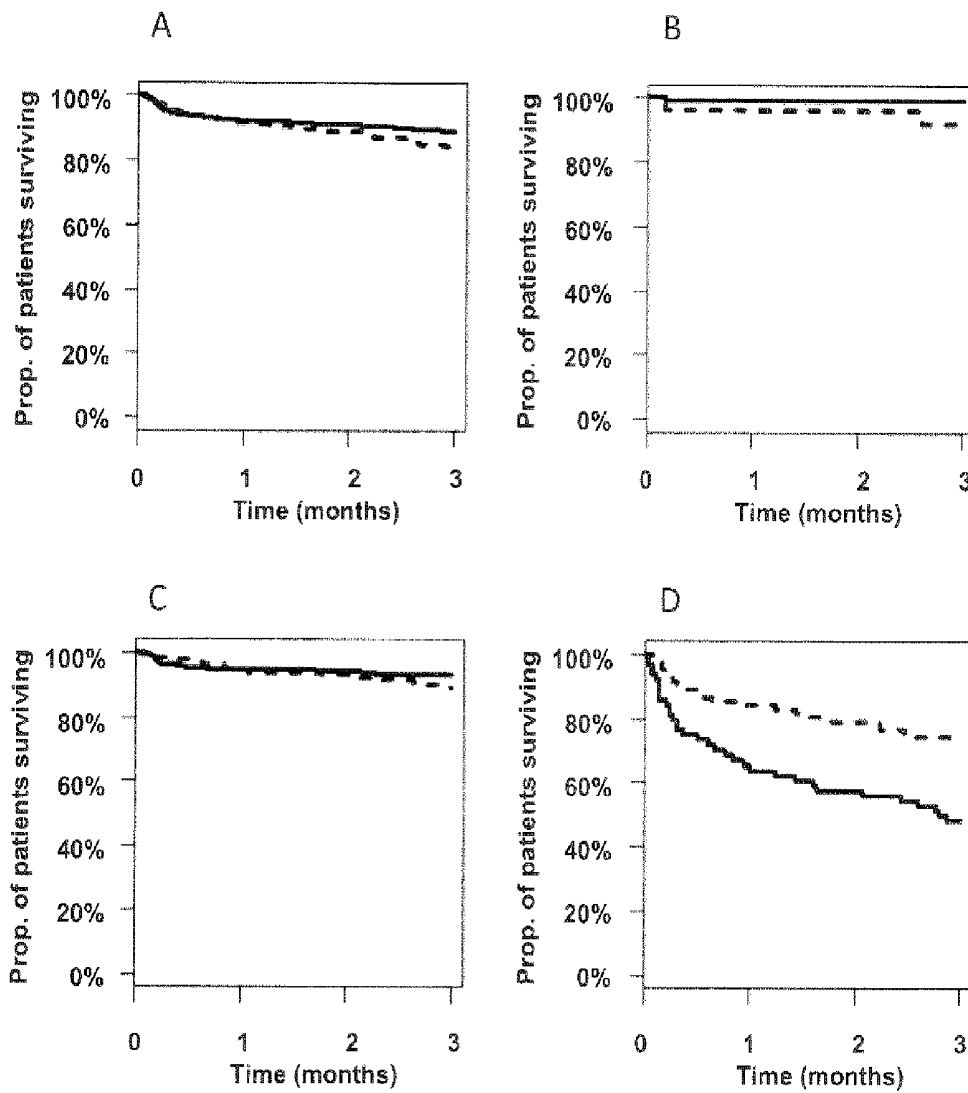 A
Prop. of patients surviving
100%
80%
60%
40%
20%
0%
0 1 2 3
Time (months)
B
Prop. of patients surviving
100%
80%
60%
40%
20%
0%
0 1 2 3
Time (months)
C
Prop. of patients surviving
100%
80%
60%
40%
20%
0%
0 1 2 3
Time (months)
D
Prop. of patients surviving
100%
80%
60%
40%
20%
0%
0 1 2 3
Time (months)